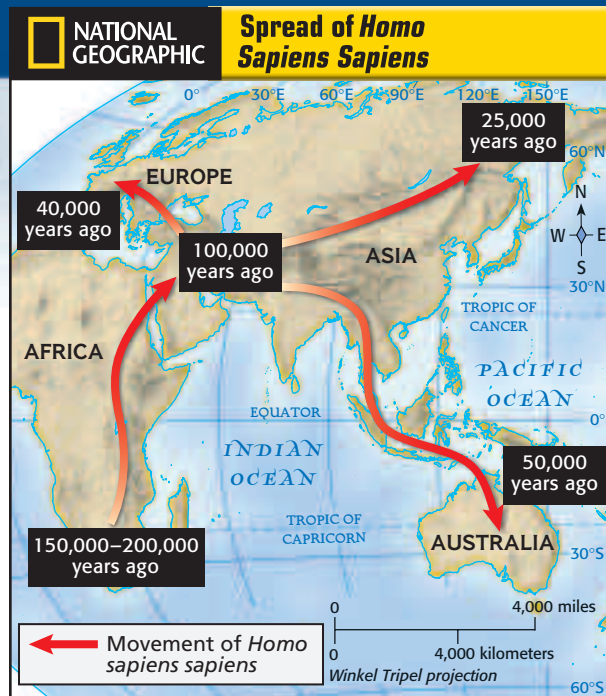 NATIONAL
GEOGRAPHIC
Spread of Homo
Sapiens Sapiens
0°
30°E
60°E
90°E
120°E
150°E
25,000
years ago
60°N
EUROPE
40,000
years ago
N
W
E
S
100,000
years ago
ASIA
30°N
TROPIC OF
CANCER
AFRICA
PACIFIC
OCEAN
EQUATOR
0°
INDIAN
OCEAN
50,000
years ago
TROPIC OF
CAPRICORN
150,000–200,000
years ago
AUSTRALIA
30°S
0
4,000 miles
0
4,000 kilometers
Winkel Tripel projection
Movement of Homo
sapiens sapiens
60°S